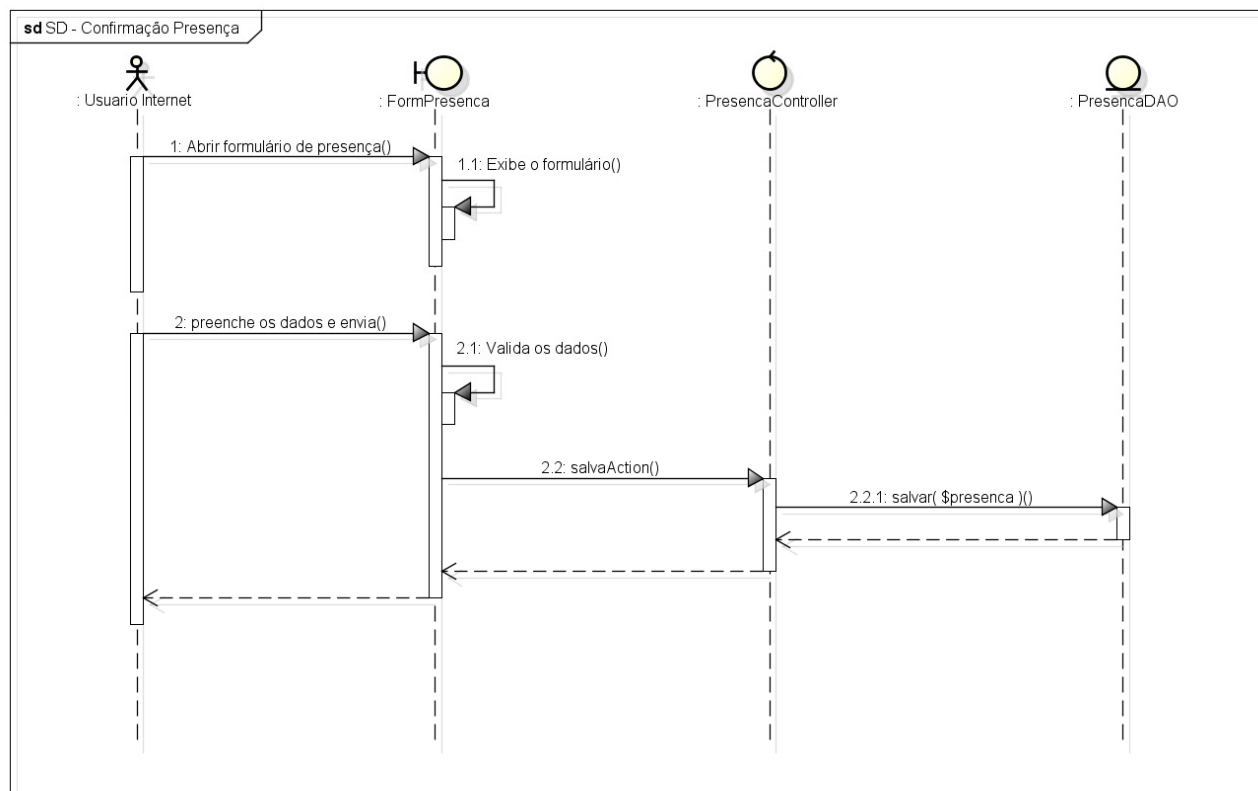 sd SD - Confirmação Presença
: Usuario Internet
: FormPresenca
: PresencaController
: PresencaDAO
1: Abrir formulário de presença()
1.1: Exibe o formulário()
2: preenche os dados e envia()
2.1: Valida os dados()
2.2: salvaAction()
2.2.1: salvar( $presenca )()